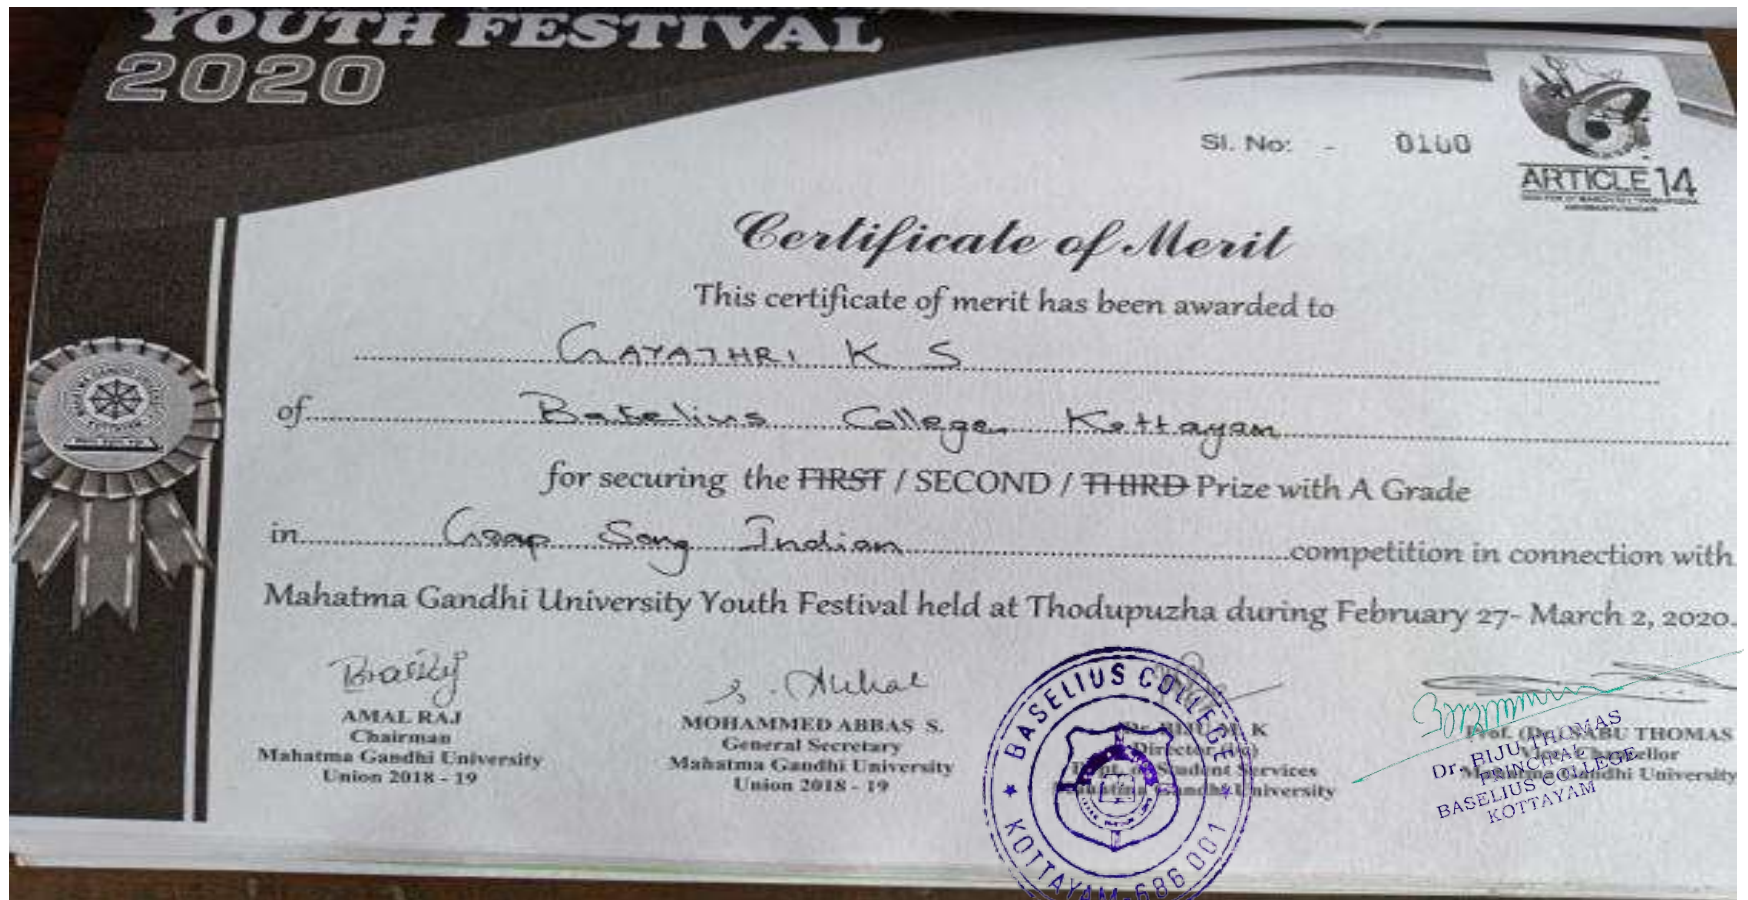 YOUTH FESTIVAL
2020
Sl. No: - 0160
ARTICLE 14
Certificate of Merit
This certificate of merit has been awarded to
GAYATHRI K S
of Baselius College Kottayam
for securing the FIRST / SECOND / THIRD Prize with A Grade
in Group Song Indian competition in connection with
Mahatma Gandhi University Youth Festival held at Thodupuzha during February 27- March 2, 2020.
AMAL RAJ
Chairman
Mahatma Gandhi University
Union 2018 - 19
S.
MOHAMMED ABBAS S.
General Secretary
Mahatma Gandhi University
Union 2018 - 19
K
Director
Student Services
Mahatma Gandhi University
BASELIUS COLLEGE
KOTTAYAM-686 001
Prof. (Dr.) SABU THOMAS
Vice Chancellor
Mahatma Gandhi University
Dr. BIJU THOMAS
PRINCIPAL
BASELIUS COLLEGE
KOTTAYAM